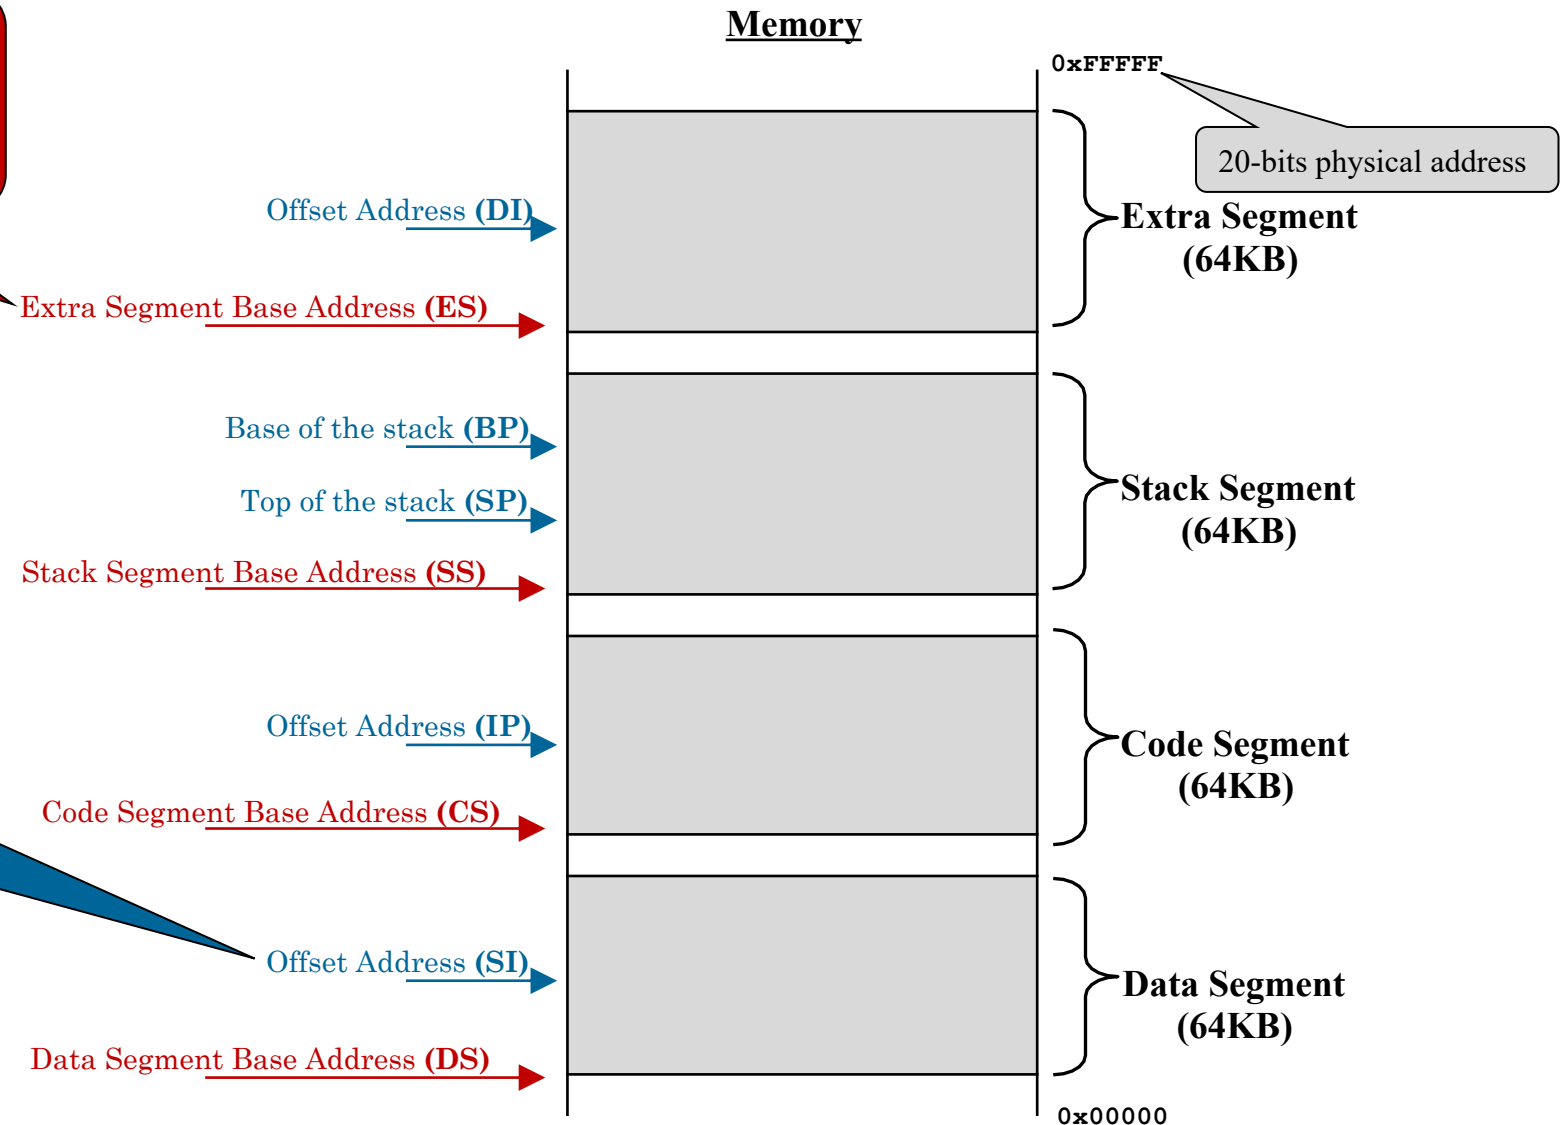 Memory
0xFFFFF
20-bits physical address
Offset Address (DI)
Extra Segment
(64KB)
Extra Segment Base Address (ES)
Base of the stack (BP)
Top of the stack (SP)
Stack Segment
(64KB)
Stack Segment Base Address (SS)
Offset Address (IP)
Code Segment
(64KB)
Code Segment Base Address (CS)
Offset Address (SI)
Data Segment
(64KB)
Data Segment Base Address (DS)
0x00000